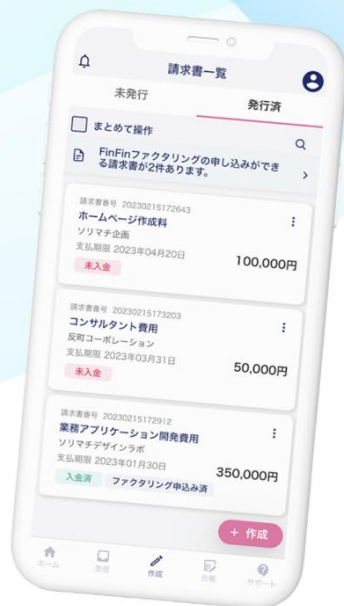 請求書一覧
未発行
発行済
まとめて操作
FinFinファクタリングの申し込みができ
る請求書が2件あります。
請求書番号 20230215172643
ホームページ作成料
ソリマチ企画
支払期限 2023年04月20日
100,000円
未入金
請求書番号 20230215173203
コンサルタント費用
反町コーポレーション
支払期限 2023年03月31日
50,000円
未入金
請求書番号 20230215172912
業務アプリケーション開発費用
ソリマチデザインラボ
支払期限 2023年01月30日
350,000円
入金済 ファクタリング申込み済
+ 作成
ホーム
受信
作成
台帳
サポート